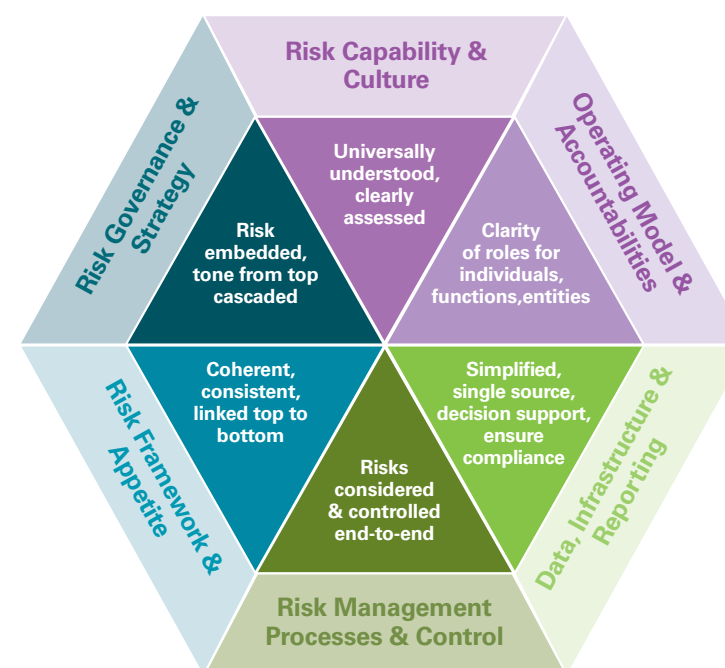 Risk Capability &
Culture
Universally
understood,
clearly
assessed
Operating Model &
Accountabilities
Clarity
of roles for
individuals,
functions,entities
Data, Infrastructure &
Reporting
Simplified,
single source,
decision support,
ensure
compliance
Risk Management
Processes & Control
Risks
considered
& controlled
end-to-end
Risk Framework &
Appetite
Coherent,
consistent,
linked top to
bottom
Risk Governance &
Strategy
Risk
embedded,
tone from top
cascaded